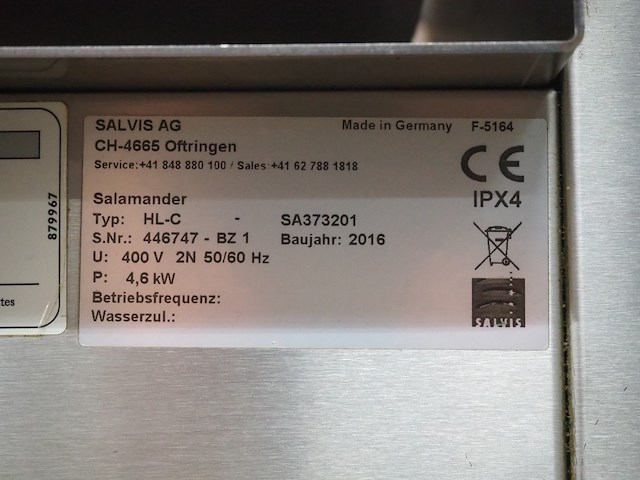 SALVIS AG Made in Germany F-5164
CH-4665 Oftringen
Service:+41 848 880 100 / Sales:+41 62 788 1818
CE
IPX4
Salamander
Typ: HL-C - SA373201
S.Nr.: 446747 - BZ 1 Baujahr: 2016
U: 400 V 2N 50/60 Hz
P: 4,6 kW
Betriebsfrequenz:
Wasserzul.:
SALVIS
879967